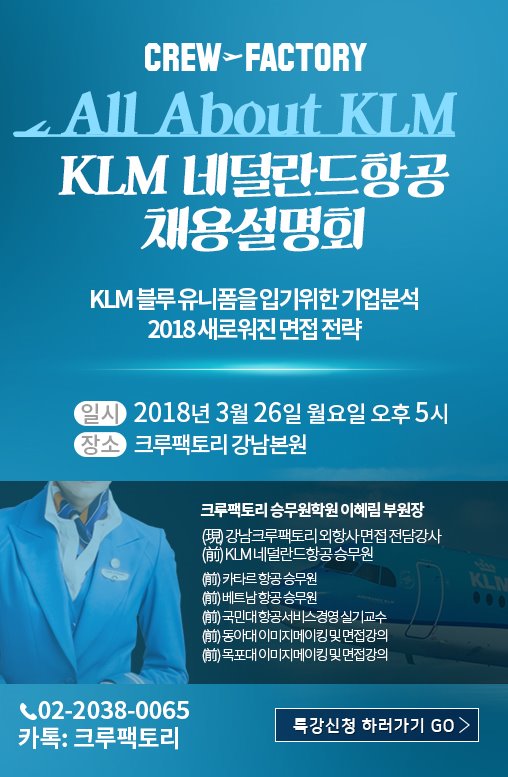 CREW FACTORY
All About KLM
KLM 네덜란드항공
채용설명회
KLM 블루 유니폼을 입기위한 기업분석
2018 새로워진 면접 전략
일시 2018년 3월 26일 월요일 오후 5시
장소 크루팩토리 강남본원
크루팩토리 승무원학원 이혜림 부원장
(現) 강남크루팩토리 외항사 면접 전담강사
(前) KLM 네덜란드항공 승무원
(前) 카타르 항공 승무원
(前) 베트남 항공 승무원
(前) 국민대 항공서비스경영 실기교수
(前) 동아대 이미지메이킹 및 면접강의
(前) 목포대 이미지메이킹 및 면접강의
KLM
02-2038-0065
카톡: 크루팩토리
특강신청 하러가기 GO >